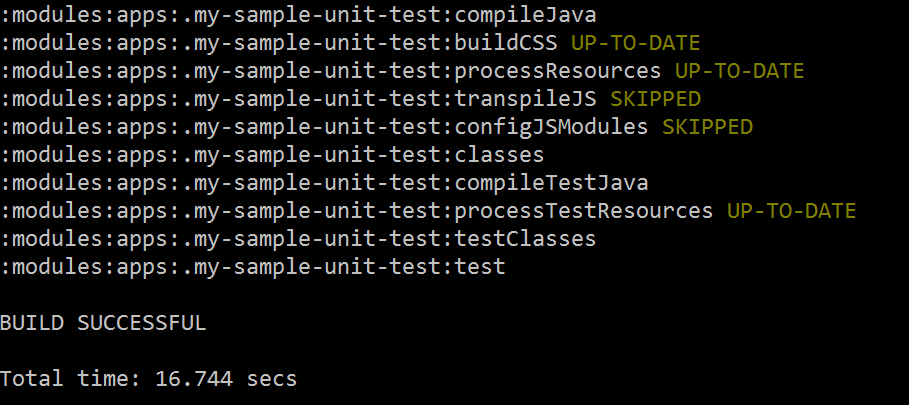 :modules:apps:.my-sample-unit-test:compileJava
:modules:apps:.my-sample-unit-test:buildCSS UP-TO-DATE
:modules:apps:.my-sample-unit-test:processResources UP-TO-DATE
:modules:apps:.my-sample-unit-test:transpileJS SKIPPED
:modules:apps:.my-sample-unit-test:configJSModules SKIPPED
:modules:apps:.my-sample-unit-test:classes
:modules:apps:.my-sample-unit-test:compileTestJava
:modules:apps:.my-sample-unit-test:processTestResources UP-TO-DATE
:modules:apps:.my-sample-unit-test:testClasses
:modules:apps:.my-sample-unit-test:test
BUILD SUCCESSFUL
Total time: 16.744 secs